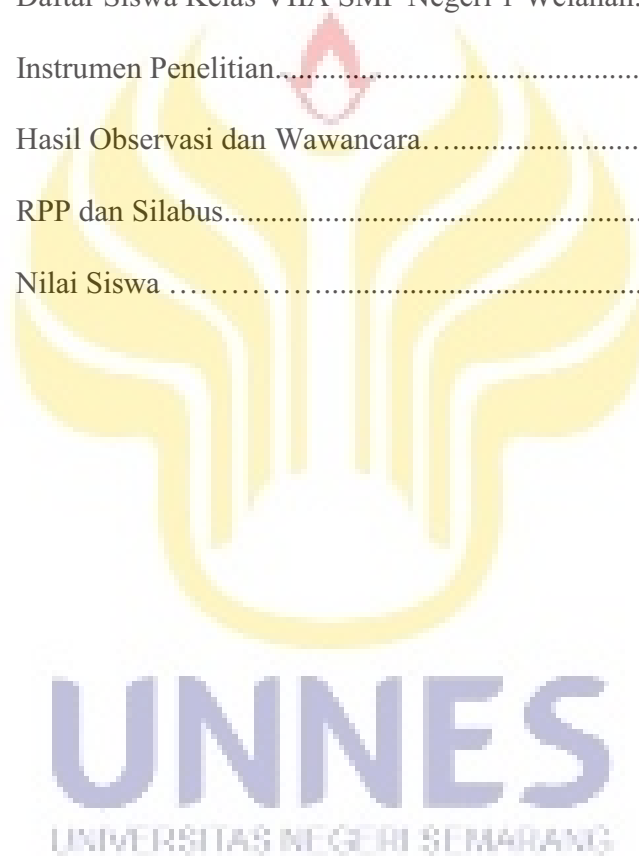 Daftar Siswa Kelas VIIA SMP Negeri 1 Welahan.
Instrumen Penelitian..........................................
Hasil Observasi dan Wawancara….........................
RPP dan Silabus................................................
Nilai Siswa ……………....................................
UNNES
UNIVERSITAS NEGERI SEMARANG